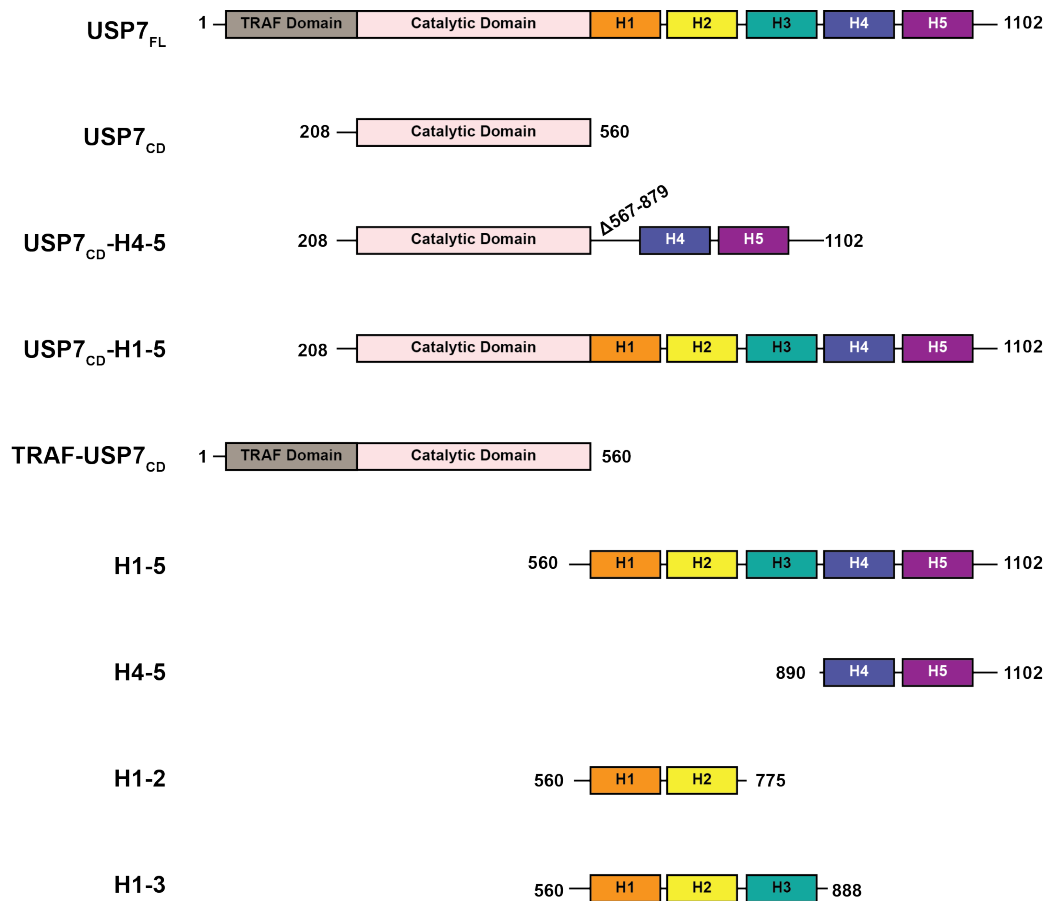 USP7FL 1 TRAF Domain Catalytic Domain H1 H2 H3 H4 H5 1102
USP7CD 208 Catalytic Domain 560
USP7CD-H4-5 208 Catalytic Domain Δ567-879 H4 H5 1102
USP7CD-H1-5 208 Catalytic Domain H1 H2 H3 H4 H5 1102
TRAF-USP7CD 1 TRAF Domain Catalytic Domain 560
H1-5 560 H1 H2 H3 H4 H5 1102
H4-5 890 H4 H5 1102
H1-2 560 H1 H2 775
H1-3 560 H1 H2 H3 888